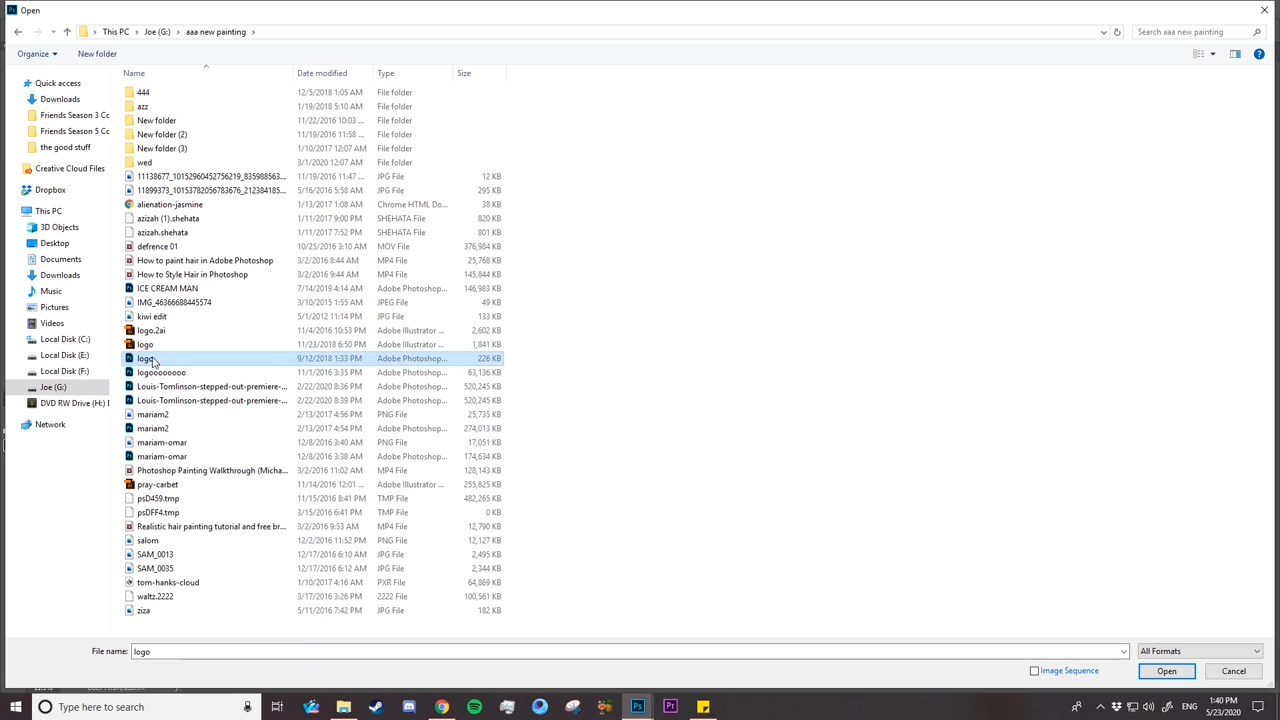 Open
This PC > Joe (G:) > aaa new painting >
Search aaa new painting
Organize
New folder
Name
Date modified
Type
Size
Quick access
Downloads
Friends Season 3 Co
Friends Season 5 Co
the good stuff
Creative Cloud Files
Dropbox
This PC
3D Objects
Desktop
Documents
Downloads
Music
Pictures
Videos
Local Disk (C:)
Local Disk (E:)
Local Disk (F:)
Joe (G:)
DVD RW Drive (H:)
Network
444 12/5/2018 1:05 AM File folder
azz 1/19/2018 5:10 AM File folder
New folder 11/22/2016 10:03 ... File folder
New folder (2) 11/19/2016 11:58 ... File folder
New folder (3) 1/10/2017 12:07 AM File folder
wed 3/1/2020 12:07 AM File folder
11138677_10152960452756219_835988563... 11/19/2016 11:47 ... JPG File 12 KB
11899373_10153782056783676_212384185... 5/16/2016 5:58 AM JPG File 295 KB
alienation-jasmine 1/13/2017 1:08 AM Chrome HTML Do... 38 KB
azizah (1).shehata 1/11/2017 9:00 PM SHEHATA File 820 KB
azizah.shehata 1/11/2017 7:52 PM SHEHATA File 801 KB
defrence 01 10/25/2016 3:10 AM MOV File 376,984 KB
How to paint hair in Adobe Photoshop 3/2/2016 8:44 AM MP4 File 25,768 KB
How to Style Hair in Photoshop 3/2/2016 9:44 AM MP4 File 145,844 KB
ICE CREAM MAN 7/14/2019 4:14 AM Adobe Photoshop... 146,983 KB
IMG_46366688445574 3/10/2015 1:55 AM JPEG File 49 KB
kiwi edit 5/1/2012 11:14 PM JPG File 133 KB
logo.2ai 11/4/2016 10:53 PM Adobe Illustrator ... 2,602 KB
logo 11/23/2018 6:50 PM Adobe Illustrator ... 1,841 KB
logo 9/12/2018 1:33 PM Adobe Photoshop... 226 KB
logoooooooo 11/1/2016 3:35 PM Adobe Photoshop... 63,136 KB
Louis-Tomlinson-stepped-out-premiere-... 2/22/2020 8:36 PM Adobe Photoshop... 520,245 KB
Louis-Tomlinson-stepped-out-premiere-... 2/22/2020 8:39 PM Adobe Photoshop... 520,245 KB
mariam2 2/13/2017 4:56 PM PNG File 25,735 KB
mariam2 2/13/2017 4:54 PM Adobe Photoshop... 274,013 KB
mariam-omar 12/8/2016 3:40 AM PNG File 17,051 KB
mariam-omar 12/8/2016 3:38 AM Adobe Photoshop... 174,634 KB
Photoshop Painting Walkthrough (Micha... 3/2/2016 11:02 AM MP4 File 128,143 KB
pray-carbet 11/14/2016 12:01 ... Adobe Illustrator ... 255,825 KB
psD459.tmp 11/15/2016 8:41 PM TMP File 482,265 KB
psDFF4.tmp 3/15/2016 6:41 PM TMP File 0 KB
Realistic hair painting tutorial and free br... 3/2/2016 9:53 AM MP4 File 12,790 KB
salom 12/2/2016 11:52 PM PNG File 12,127 KB
SAM_0013 12/17/2016 6:10 AM JPG File 2,495 KB
SAM_0035 12/17/2016 6:12 AM JPG File 2,344 KB
tom-hanks-cloud 1/10/2017 4:16 AM PXR File 64,869 KB
waltz.2222 3/17/2016 3:26 PM 2222 File 100,561 KB
ziza 5/11/2016 7:42 PM JPG File 182 KB
File name: logo
All Formats
Image Sequence
Open
Cancel
Type here to search
1:40 PM
5/23/2020